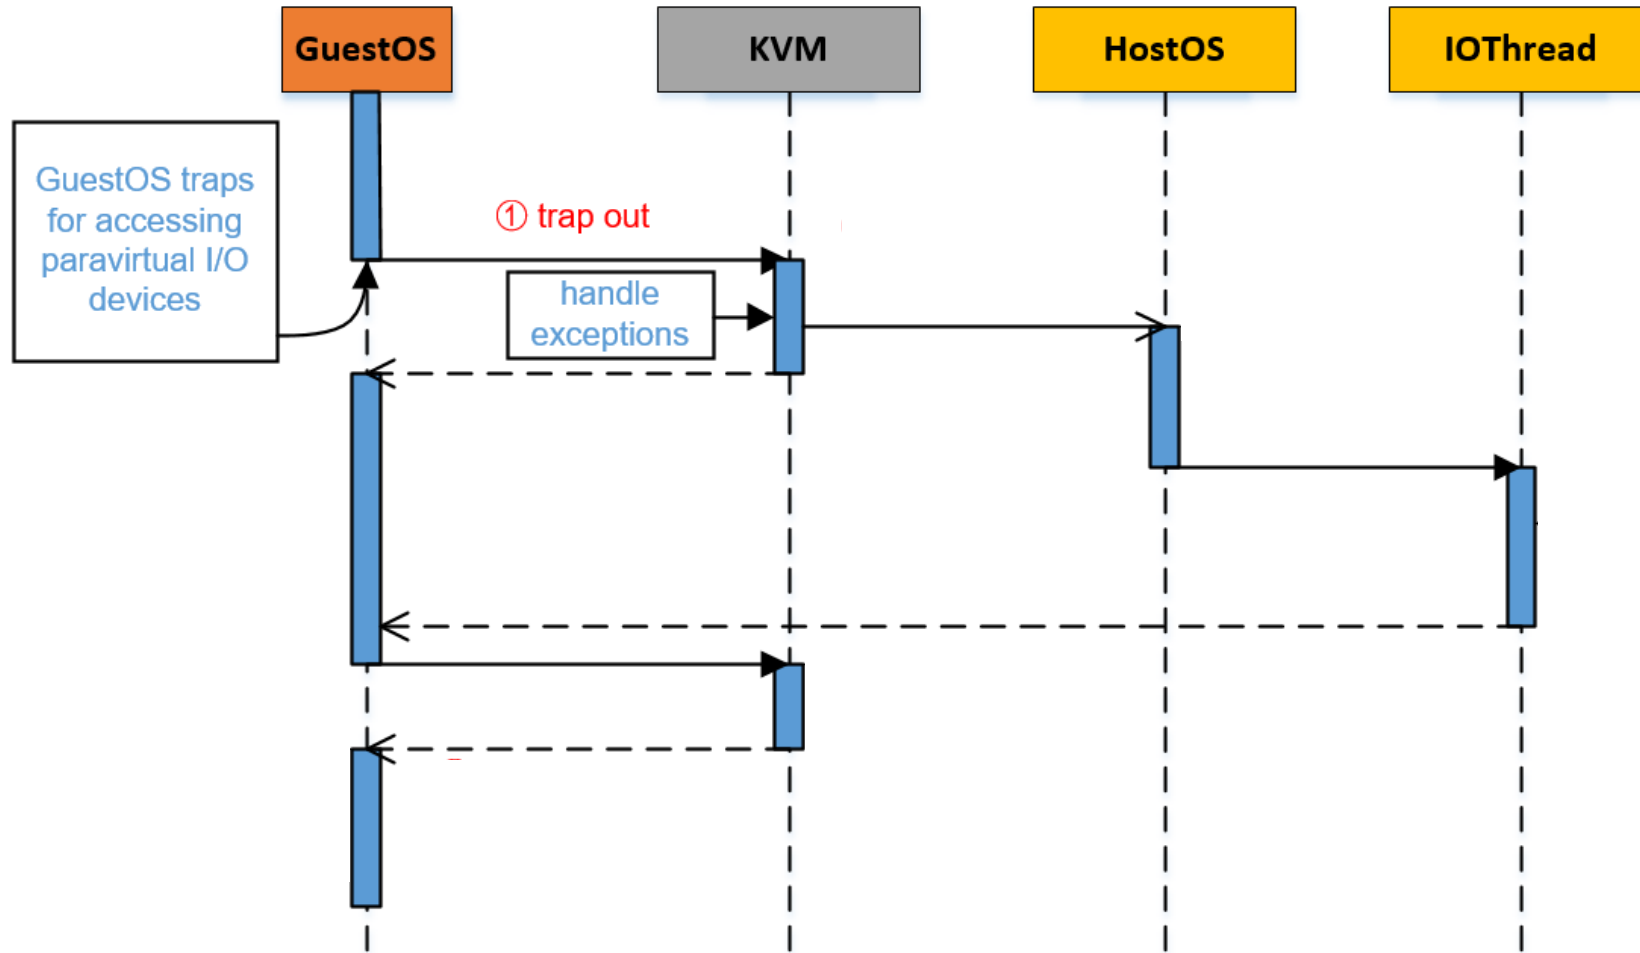 GuestOS
KVM
HostOS
IOThread
GuestOS traps
for accessing
paravirtual I/O
devices
① trap out
handle
exceptions